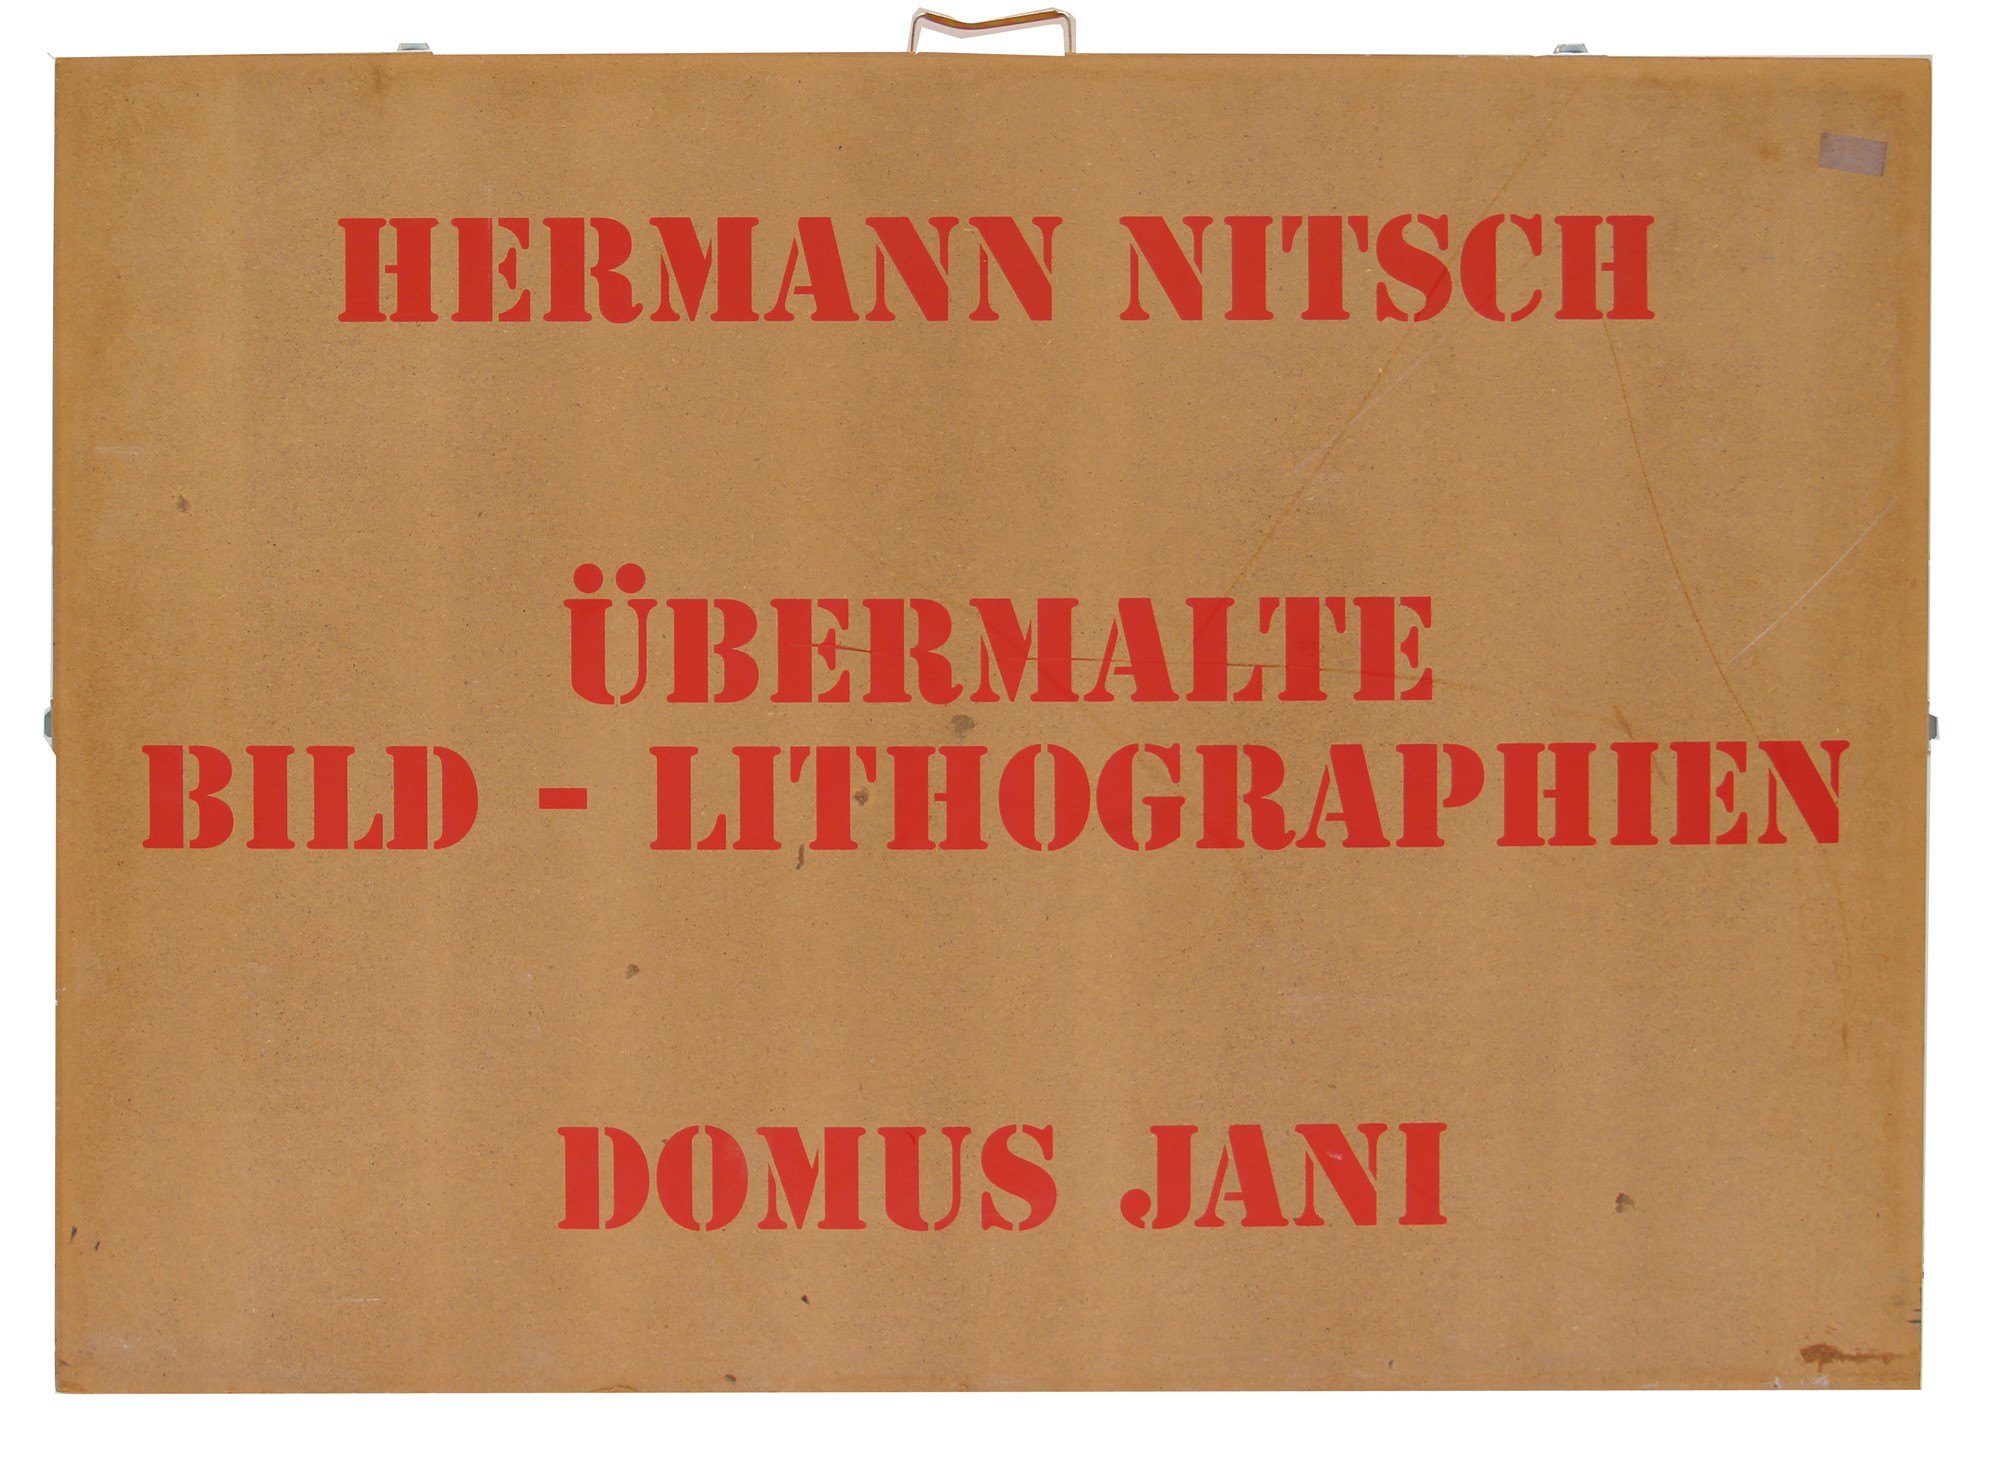 HERMANN NITSCH
ÜBERMALTE
BILD - LITHOGRAPHIEN
DOMUS JANI